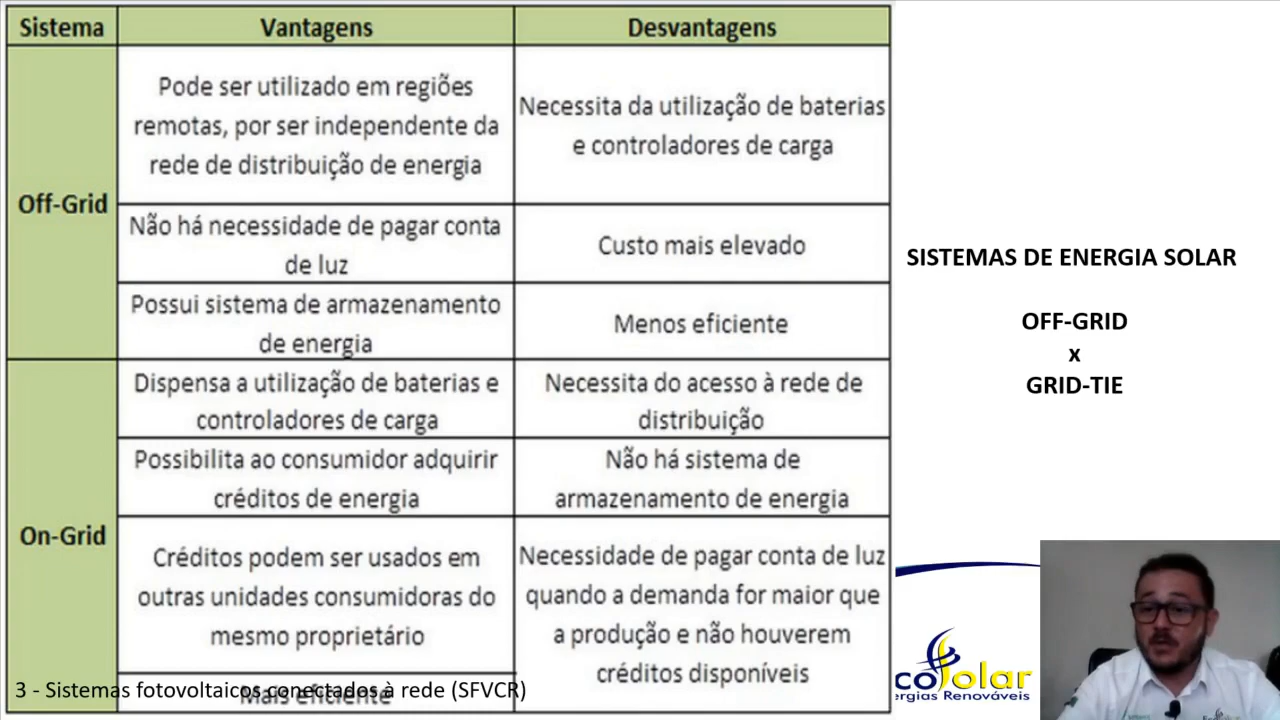 Sistema
Vantagens
Desvantagens
Off-Grid
Pode ser utilizado em regiões
remotas, por ser independente da
rede de distribuição de energia
Necessita da utilização de baterias
e controladores de carga
Não há necessidade de pagar conta
de luz
Custo mais elevado
Possui sistema de armazenamento
de energia
Menos eficiente
On-Grid
Dispensa a utilização de baterias e
controladores de carga
Necessita do acesso à rede de
distribuição
Possibilita ao consumidor adquirir
créditos de energia
Não há sistema de
armazenamento de energia
Créditos podem ser usados em
outras unidades consumidoras do
mesmo proprietário
Necessidade de pagar conta de luz
quando a demanda for maior que
a produção e não houverem
créditos disponíveis
Mais eficiente
3 - Sistemas fotovoltaicos conectados à rede (SFVCR)
SISTEMAS DE ENERGIA SOLAR
OFF-GRID
x
GRID-TIE
coSolar
ergias Renováveis